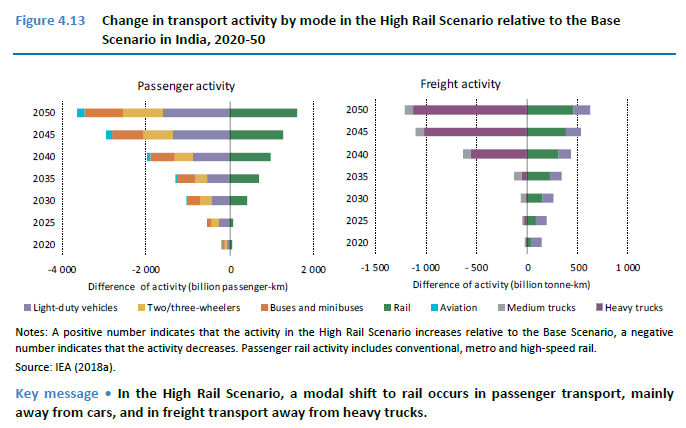 Figure 4.13 Change in transport activity by mode in the High Rail Scenario relative to the Base
Scenario in India, 2020-50
Passenger activity
Freight activity
2050
2045
2040
2035
2030
2025
2020
-4 000 -2 000 0 2 000
Difference of activity (billion passenger-km)
2050
2045
2040
2035
2030
2025
2020
-1 500 -1 000 -500 0 500 1 000
Difference of activity (billion tonne-km)
Light-duty vehicles Two/three-wheelers Buses and minibuses Rail Aviation Medium trucks Heavy trucks
Notes: A positive number indicates that the activity in the High Rail Scenario increases relative to the Base Scenario, a negative
number indicates that the activity decreases. Passenger rail activity includes conventional, metro and high-speed rail.
Source: IEA (2018a).
Key message • In the High Rail Scenario, a modal shift to rail occurs in passenger transport, mainly
away from cars, and in freight transport away from heavy trucks.